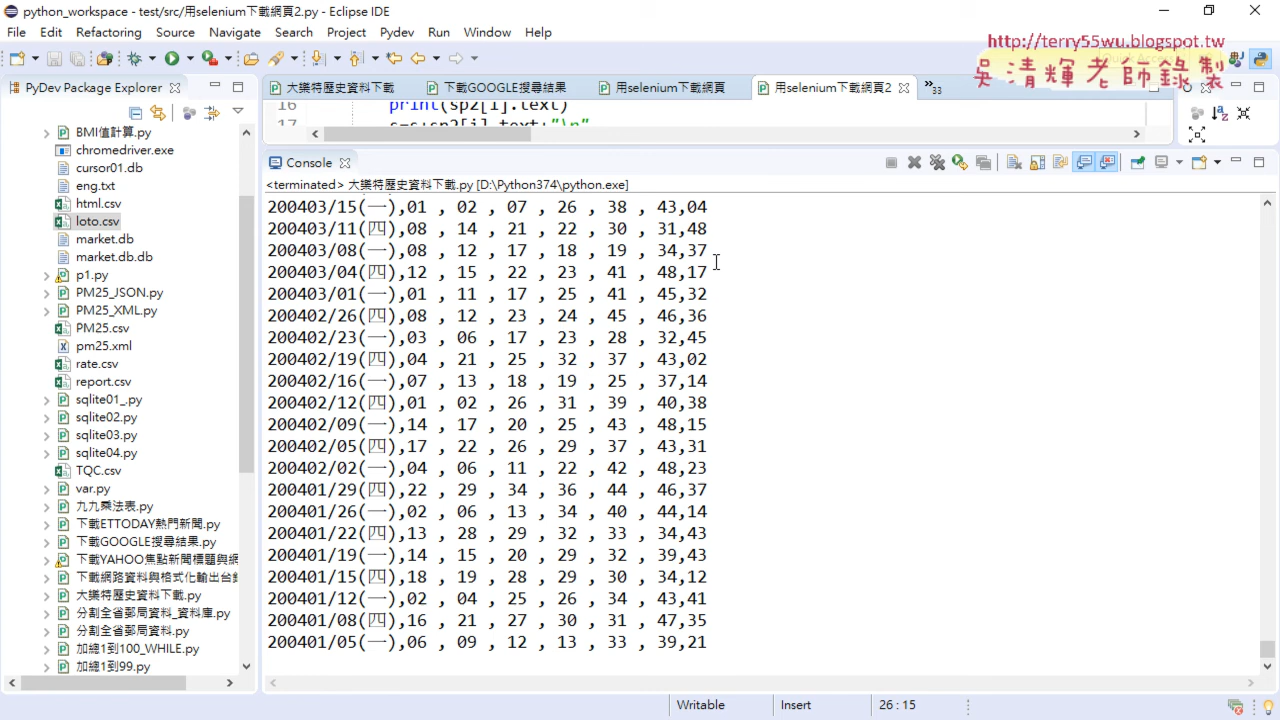 python_workspace - test/src/用selenium下載網頁2.py - Eclipse IDE
File Edit Refactoring Source Navigate Search Project Pydev Run Window Help
http://terry55wu.blogspot.tw
吳清輝老師錄製
PyDev Package Explorer
大樂特歷史資料下載
下載GOOGLE搜尋結果
用selenium下載網頁
用selenium下載網頁2
33
16 print(sp2[i].text)
17 s=s+sp2[i].text+"\n"
BMI值計算.py
chromedriver.exe
cursor01.db
eng.txt
html.csv
loto.csv
market.db
market.db.db
p1.py
PM25_JSON.py
PM25_XML.py
PM25.csv
pm25.xml
rate.csv
report.csv
sqlite01_.py
sqlite02.py
sqlite03.py
sqlite04.py
TQC.csv
var.py
九九乘法表.py
下載ETTODAY熱門新聞.py
下載GOOGLE搜尋結果.py
下載YAHOO焦點新聞標題與網
下載網路資料與格式化輸出台
大樂特歷史資料下載.py
分割全省郵局資料_資料庫.py
分割全省郵局資料.py
加總1到100_WHILE.py
加總1到99.py
Console
<terminated> 大樂特歷史資料下載.py [D:\Python374\python.exe]
200403/15(一),01 , 02 , 07 , 26 , 38 , 43,04
200403/11(四),08 , 14 , 21 , 22 , 30 , 31,48
200403/08(一),08 , 12 , 17 , 18 , 19 , 34,37
200403/04(四),12 , 15 , 22 , 23 , 41 , 48,17
200403/01(一),01 , 11 , 17 , 25 , 41 , 45,32
200402/26(四),08 , 12 , 23 , 24 , 45 , 46,36
200402/23(一),03 , 06 , 17 , 23 , 28 , 32,45
200402/19(四),04 , 21 , 25 , 32 , 37 , 43,02
200402/16(一),07 , 13 , 18 , 19 , 25 , 37,14
200402/12(四),01 , 02 , 26 , 31 , 39 , 40,38
200402/09(一),14 , 17 , 20 , 25 , 43 , 48,15
200402/05(四),17 , 22 , 26 , 29 , 37 , 43,31
200402/02(一),04 , 06 , 11 , 22 , 42 , 48,23
200401/29(四),22 , 29 , 34 , 36 , 44 , 46,37
200401/26(一),02 , 06 , 13 , 34 , 40 , 44,14
200401/22(四),13 , 28 , 29 , 32 , 33 , 34,43
200401/19(一),14 , 15 , 20 , 29 , 32 , 39,43
200401/15(四),18 , 19 , 28 , 29 , 30 , 34,12
200401/12(一),02 , 04 , 25 , 26 , 34 , 43,41
200401/08(四),16 , 21 , 27 , 30 , 31 , 47,35
200401/05(一),06 , 09 , 12 , 13 , 33 , 39,21
Writable Insert 26 : 15